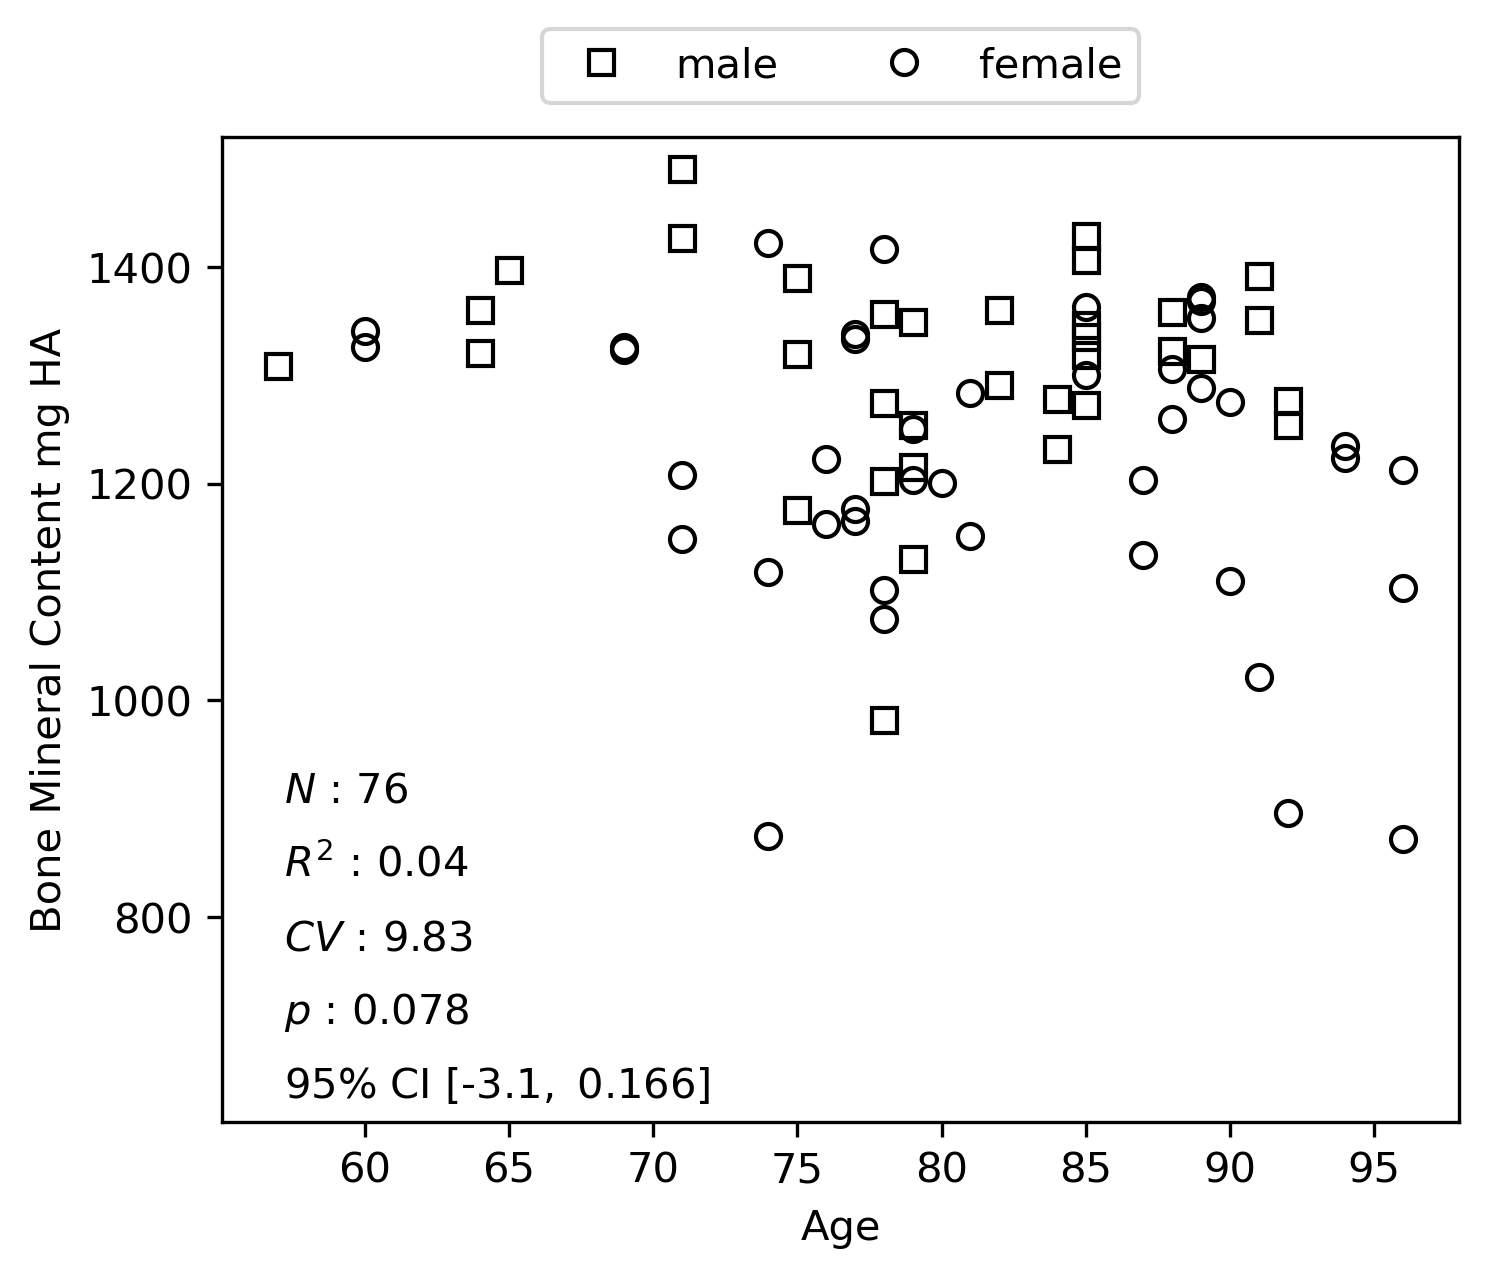 male female
1400
1200
1000
800
Bone Mineral Content mg HA
N : 76
R² : 0.04
CV : 9.83
p : 0.078
95% CI [-3.1, 0.166]
60 65 70 75 80 85 90 95
Age